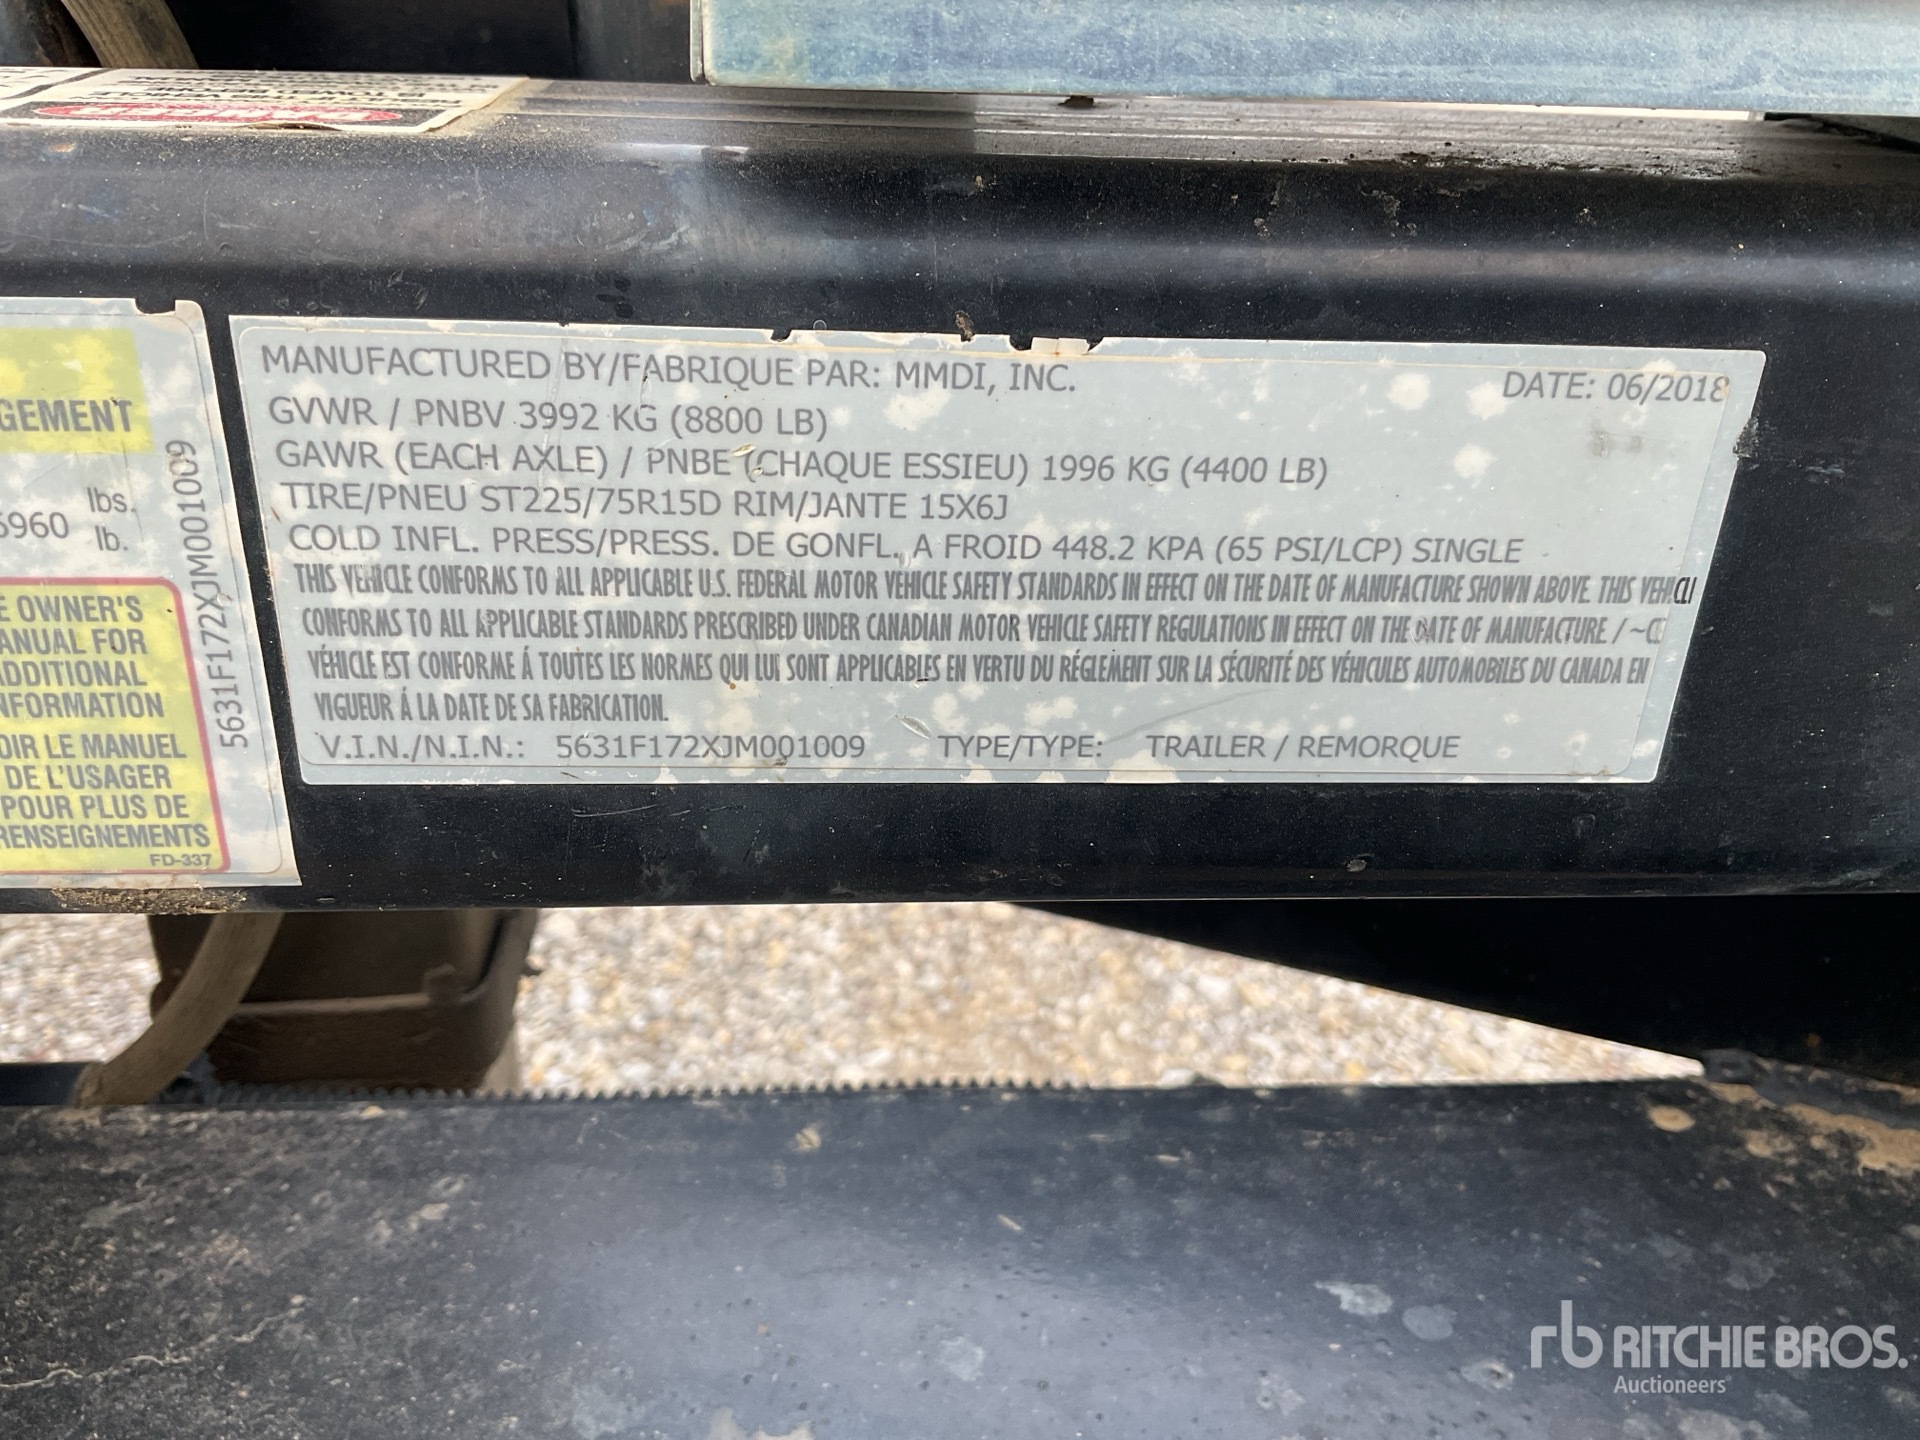 DANGER
GEMENT
lbs.
6960 lb.
E OWNER'S
ANUAL FOR
ADDITIONAL
NFORMATION
OIR LE MANUEL
DE L'USAGER
POUR PLUS DE
RENSEIGNEMENTS
FD-337
5631F172XJM001009
MANUFACTURED BY/FABRIQUE PAR: MMDI, INC. DATE: 06/2018
GVWR / PNBV 3992 KG (8800 LB)
GAWR (EACH AXLE) / PNBE (CHAQUE ESSIEU) 1996 KG (4400 LB)
TIRE/PNEU ST225/75R15D RIM/JANTE 15X6J
COLD INFL. PRESS/PRESS. DE GONFL. A FROID 448.2 KPA (65 PSI/LCP) SINGLE
THIS VEHICLE CONFORMS TO ALL APPLICABLE U.S. FEDERAL MOTOR VEHICLE SAFETY STANDARDS IN EFFECT ON THE DATE OF MANUFACTURE SHOWN ABOVE. THIS VEHICLE
CONFORMS TO ALL APPLICABLE STANDARDS PRESCRIBED UNDER CANADIAN MOTOR VEHICLE SAFETY REGULATIONS IN EFFECT ON THE DATE OF MANUFACTURE. / ~CE
VÉHICLE EST CONFORME Á TOUTES LES NORMES QUI LUI SONT APPLICABLES EN VERTU DU RÉGLEMENT SUR LA SÉCURITÉ DES VÉHICULES AUTOMOBILES DU CANADA EN
VIGUEUR Á LA DATE DE SA FABRICATION.
V.I.N./N.I.N.: 5631F172XJM001009 TYPE/TYPE: TRAILER / REMORQUE
rb RITCHIE BROS.
Auctioneers